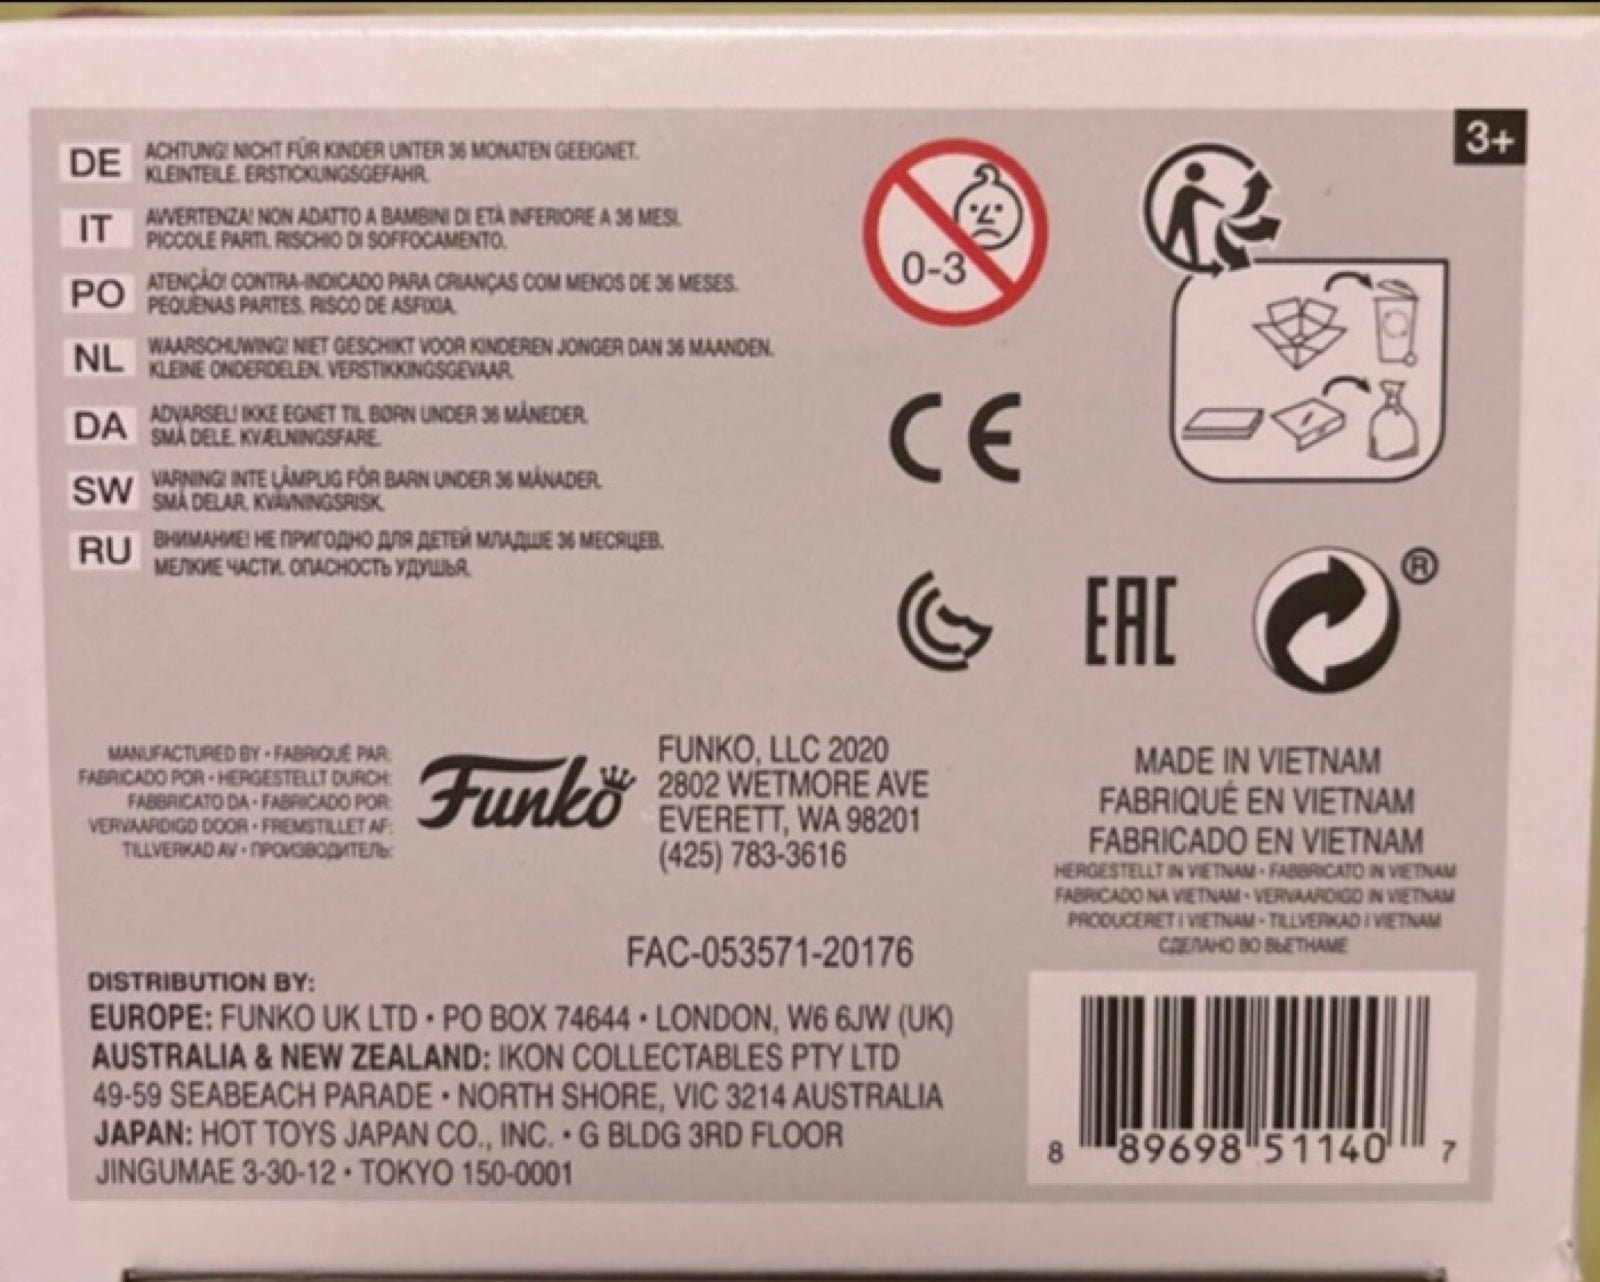 3+
DE
ACHTUNG! NICHT FÜR KINDER UNTER 36 MONATEN GEEIGNET.
KLEINTEILE. ERSTICKUNGSGEFAHR.
IT
AVVERTENZA! NON ADATTO A BAMBINI DI ETÀ INFERIORE A 36 MESI.
PICCOLE PARTI. RISCHIO DI SOFFOCAMENTO.
PO
ATENÇÃO! CONTRA-INDICADO PARA CRIANÇAS COM MENOS DE 36 MESES.
PEQUENAS PARTES. RISCO DE ASFIXIA.
NL
WAARSCHUWING! NIET GESCHIKT VOOR KINDEREN JONGER DAN 36 MAANDEN.
KLEINE ONDERDELEN. VERSTIKKINGSGEVAAR.
DA
ADVARSEL! IKKE EGNET TIL BØRN UNDER 36 MÅNEDER.
SMÅ DELE. KVÆLNINGSFARE.
SW
VARNING! INTE LÄMPLIG FÖR BARN UNDER 36 MÅNADER.
SMÅ DELAR. KVÄVNINGSRISK.
RU
ВНИМАНИЕ! НЕ ПРИГОДНО ДЛЯ ДЕТЕЙ МЛАДШЕ 36 МЕСЯЦЕВ.
МЕЛКИЕ ЧАСТИ. ОПАСНОСТЬ УДУШЬЯ.
0-3
CE
EAC
®
MANUFACTURED BY • FABRIQUÉ PAR:
FABRICADO POR • HERGESTELLT DURCH:
FABBRICATO DA • FABRICADO POR:
VERVAARDIGD DOOR • FREMSTILLET AF:
TILLVERKAD AV • ПРОИЗВОДИТЕЛЬ:
Funko
FUNKO, LLC 2020
2802 WETMORE AVE
EVERETT, WA 98201
(425) 783-3616
MADE IN VIETNAM
FABRIQUÉ EN VIETNAM
FABRICADO EN VIETNAM
HERGESTELLT IN VIETNAM • FABBRICATO IN VIETNAM
FABRICADO NA VIETNAM • VERVAARDIGD IN VIETNAM
PRODUCERET I VIETNAM • TILLVERKAD I VIETNAM
СДЕЛАНО ВО ВЬЕТНАМЕ
FAC-053571-20176
DISTRIBUTION BY:
EUROPE: FUNKO UK LTD • PO BOX 74644 • LONDON, W6 6JW (UK)
AUSTRALIA & NEW ZEALAND: IKON COLLECTABLES PTY LTD
49-59 SEABEACH PARADE • NORTH SHORE, VIC 3214 AUSTRALIA
JAPAN: HOT TOYS JAPAN CO., INC. • G BLDG 3RD FLOOR
JINGUMAE 3-30-12 • TOKYO 150-0001
8 89698 51140 7